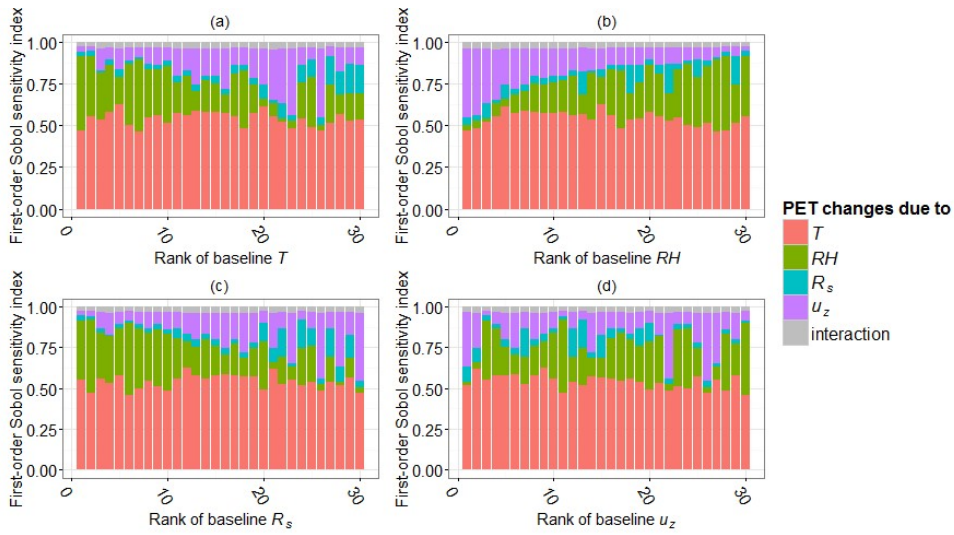 (a)
First-order Sobol sensitivity index
1.00
0.75
0.50
0.25
0.00
0
10
20
30
Rank of baseline T
(b)
First-order Sobol sensitivity index
1.00
0.75
0.50
0.25
0.00
0
10
20
30
Rank of baseline RH
(c)
First-order Sobol sensitivity index
1.00
0.75
0.50
0.25
0.00
0
10
20
30
Rank of baseline R s
(d)
First-order Sobol sensitivity index
1.00
0.75
0.50
0.25
0.00
0
10
20
30
Rank of baseline u z
PET changes due to
T
RH
R s
u z
interaction